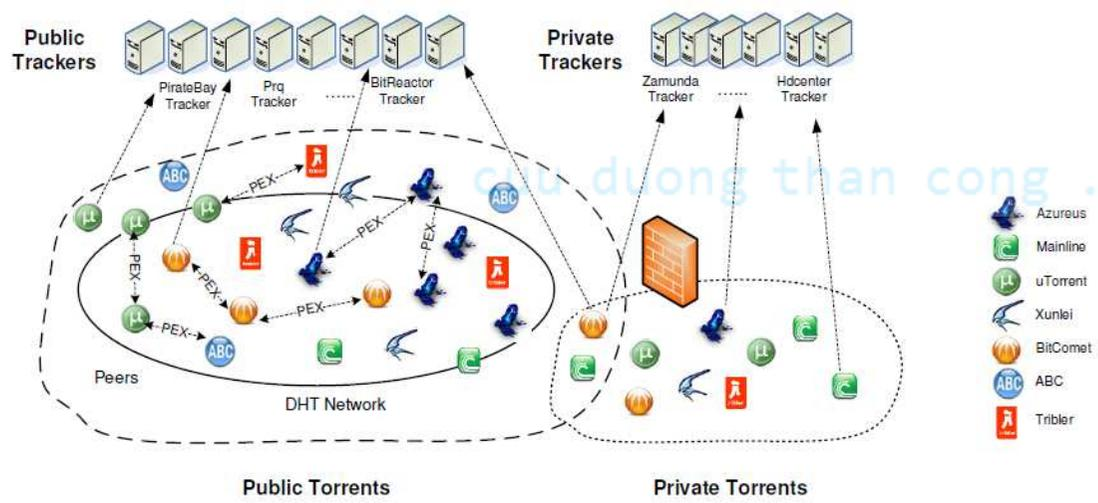 Public
Trackers
PirateBay
Tracker
Prq
Tracker
......
BitReactor
Tracker
Private
Trackers
Zamunda
Tracker
......
Hdcenter
Tracker
cuu duong than cong .
ABC
PEX
ABC
PEX
PEX
PEX
PEX
PEX
PEX
ABC
Peers
DHT Network
Azureus
Mainline
uTorrent
Xunlei
BitComet
ABC
ABC
Tribler
Public Torrents
Private Torrents